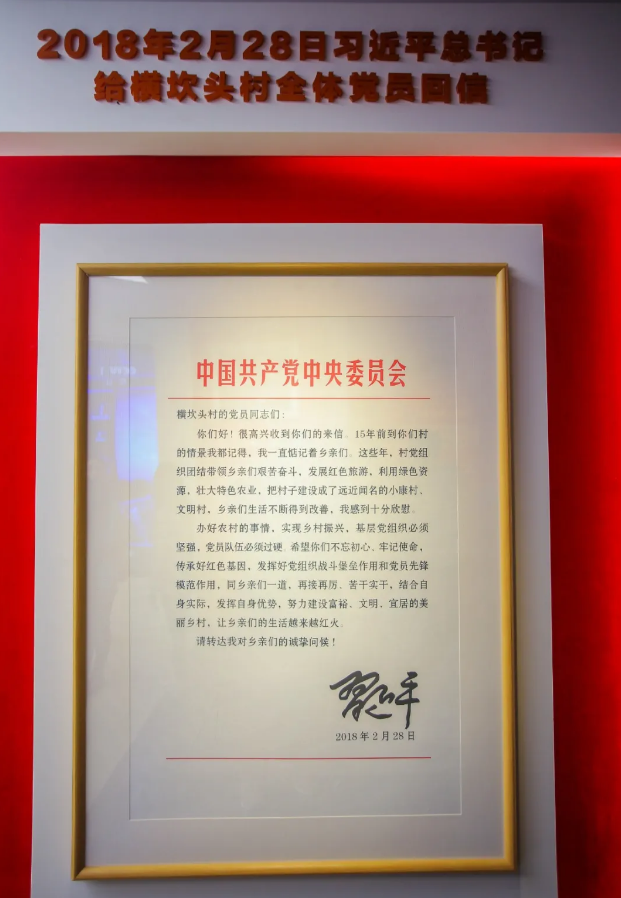 2018年2月28日习近平总书记
给横坎头村全体党员回信
中国共产党中央委员会
横坎头村的党员同志们：
你们好！很高兴收到你们的来信。15年前到你们村
的情景我都记得，我一直惦记着乡亲们。这些年，村党组
织团结带领乡亲们艰苦奋斗，发展红色旅游，利用绿色资
源，壮大特色农业，把村子建设成了远近闻名的小康村、
文明村，乡亲们生活不断得到改善，我感到十分欣慰。
办好农村的事情，实现乡村振兴，基层党组织必须
坚强，党员队伍必须过硬。希望你们不忘初心、牢记使命，
传承好红色基因，发挥好党组织战斗堡垒作用和党员先锋
模范作用，同乡亲们一道，再接再厉、苦干实干，结合自
身实际，发挥自身优势，努力建设富裕、文明、宜居的美
丽乡村，让乡亲们的生活越来越红火。
请转达我对乡亲们的诚挚问候！
习近平
2018年2月28日